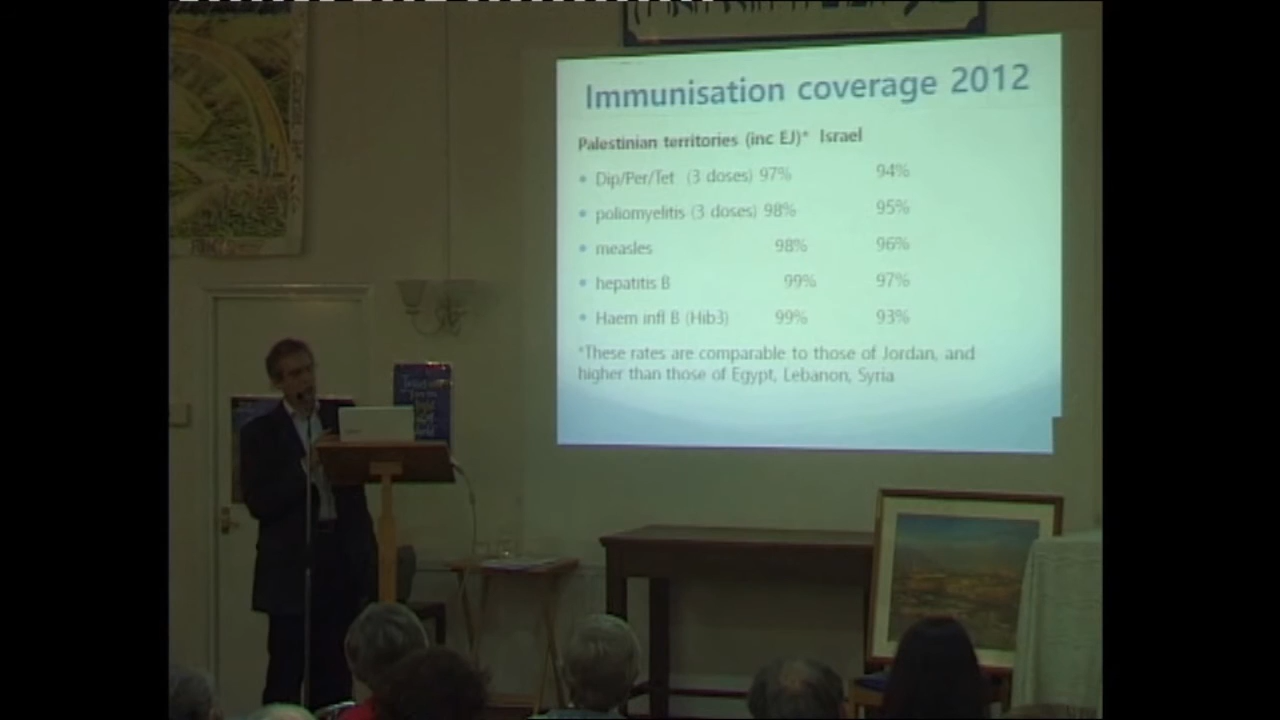 Immunisation coverage 2012
Palestinian territories (inc EJ)* Israel
• Dip/Per/Tet (3 doses) 97% 94%
• poliomyelitis (3 doses) 98% 95%
• measles 98% 96%
• hepatitis B 99% 97%
• Haem infl B (Hib3) 99% 93%
*These rates are comparable to those of Jordan, and
higher than those of Egypt, Lebanon, Syria